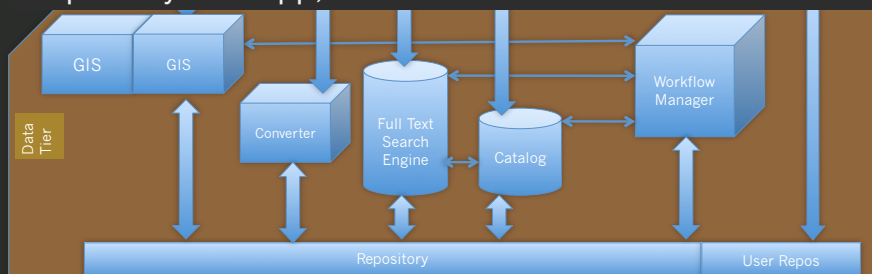 GIS
GIS
Workflow
Manager
Converter
Full Text
Search
Engine
Catalog
Data
Tier
Repository
User Repos